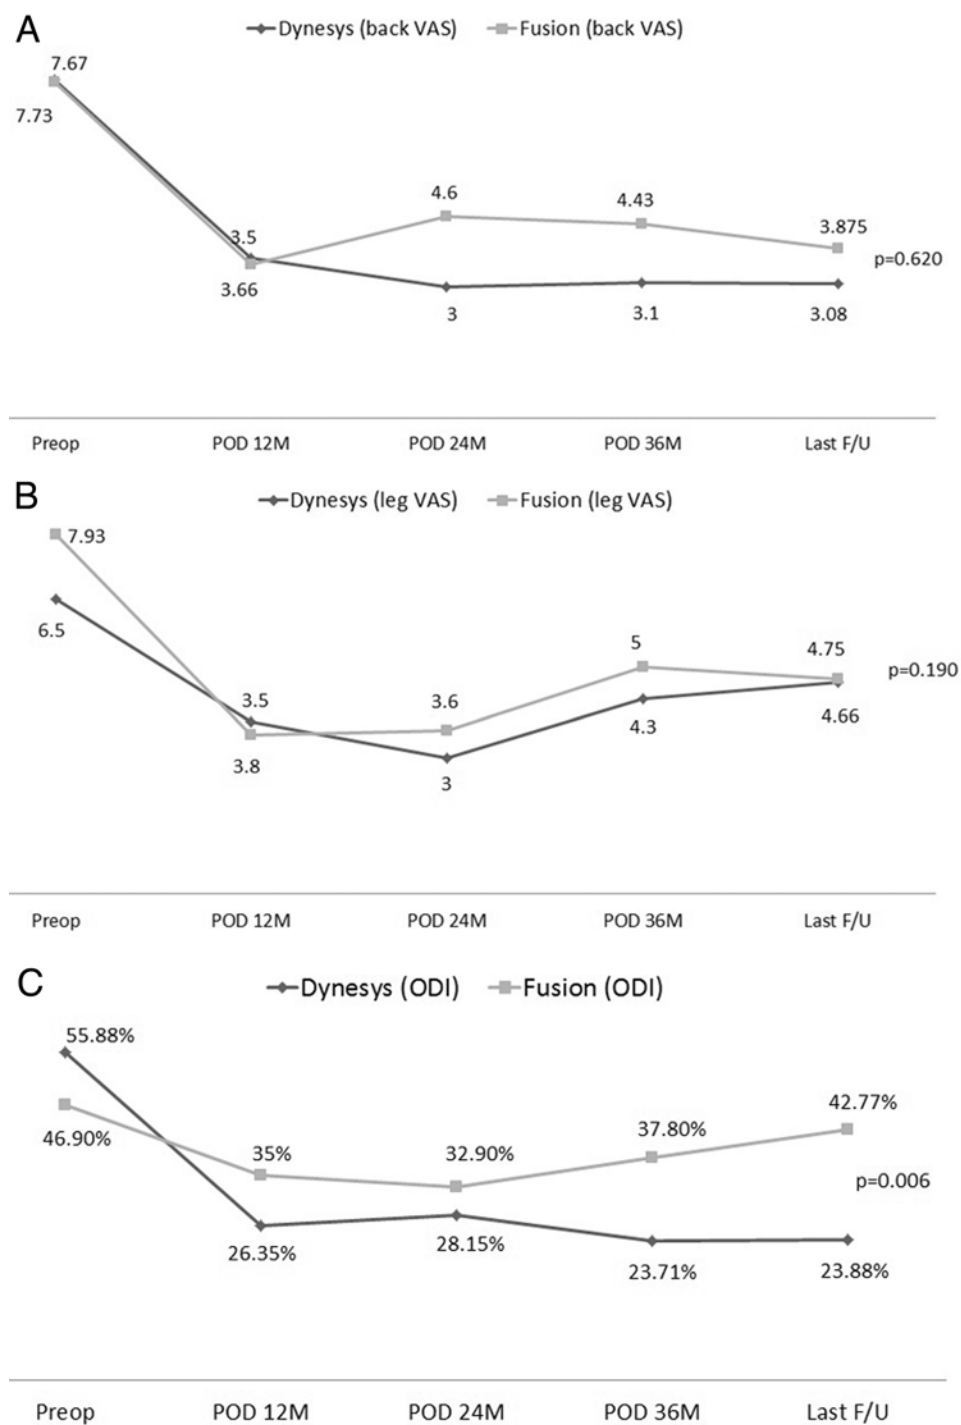 A
Dynesys (back VAS) Fusion (back VAS)
7.67
7.73
4.6
4.43
3.5
3.875
p=0.620
3.66
3
3.1
3.08
Preop POD 12M POD 24M POD 36M Last F/U
B
Dynesys (leg VAS) Fusion (leg VAS)
7.93
6.5
5
4.75
p=0.190
3.5
3.6
4.66
4.3
3.8
3
Preop POD 12M POD 24M POD 36M Last F/U
C
Dynesys (ODI) Fusion (ODI)
55.88%
42.77%
46.90%
37.80%
35%
32.90%
p=0.006
26.35%
28.15%
23.71%
23.88%
Preop POD 12M POD 24M POD 36M Last F/U